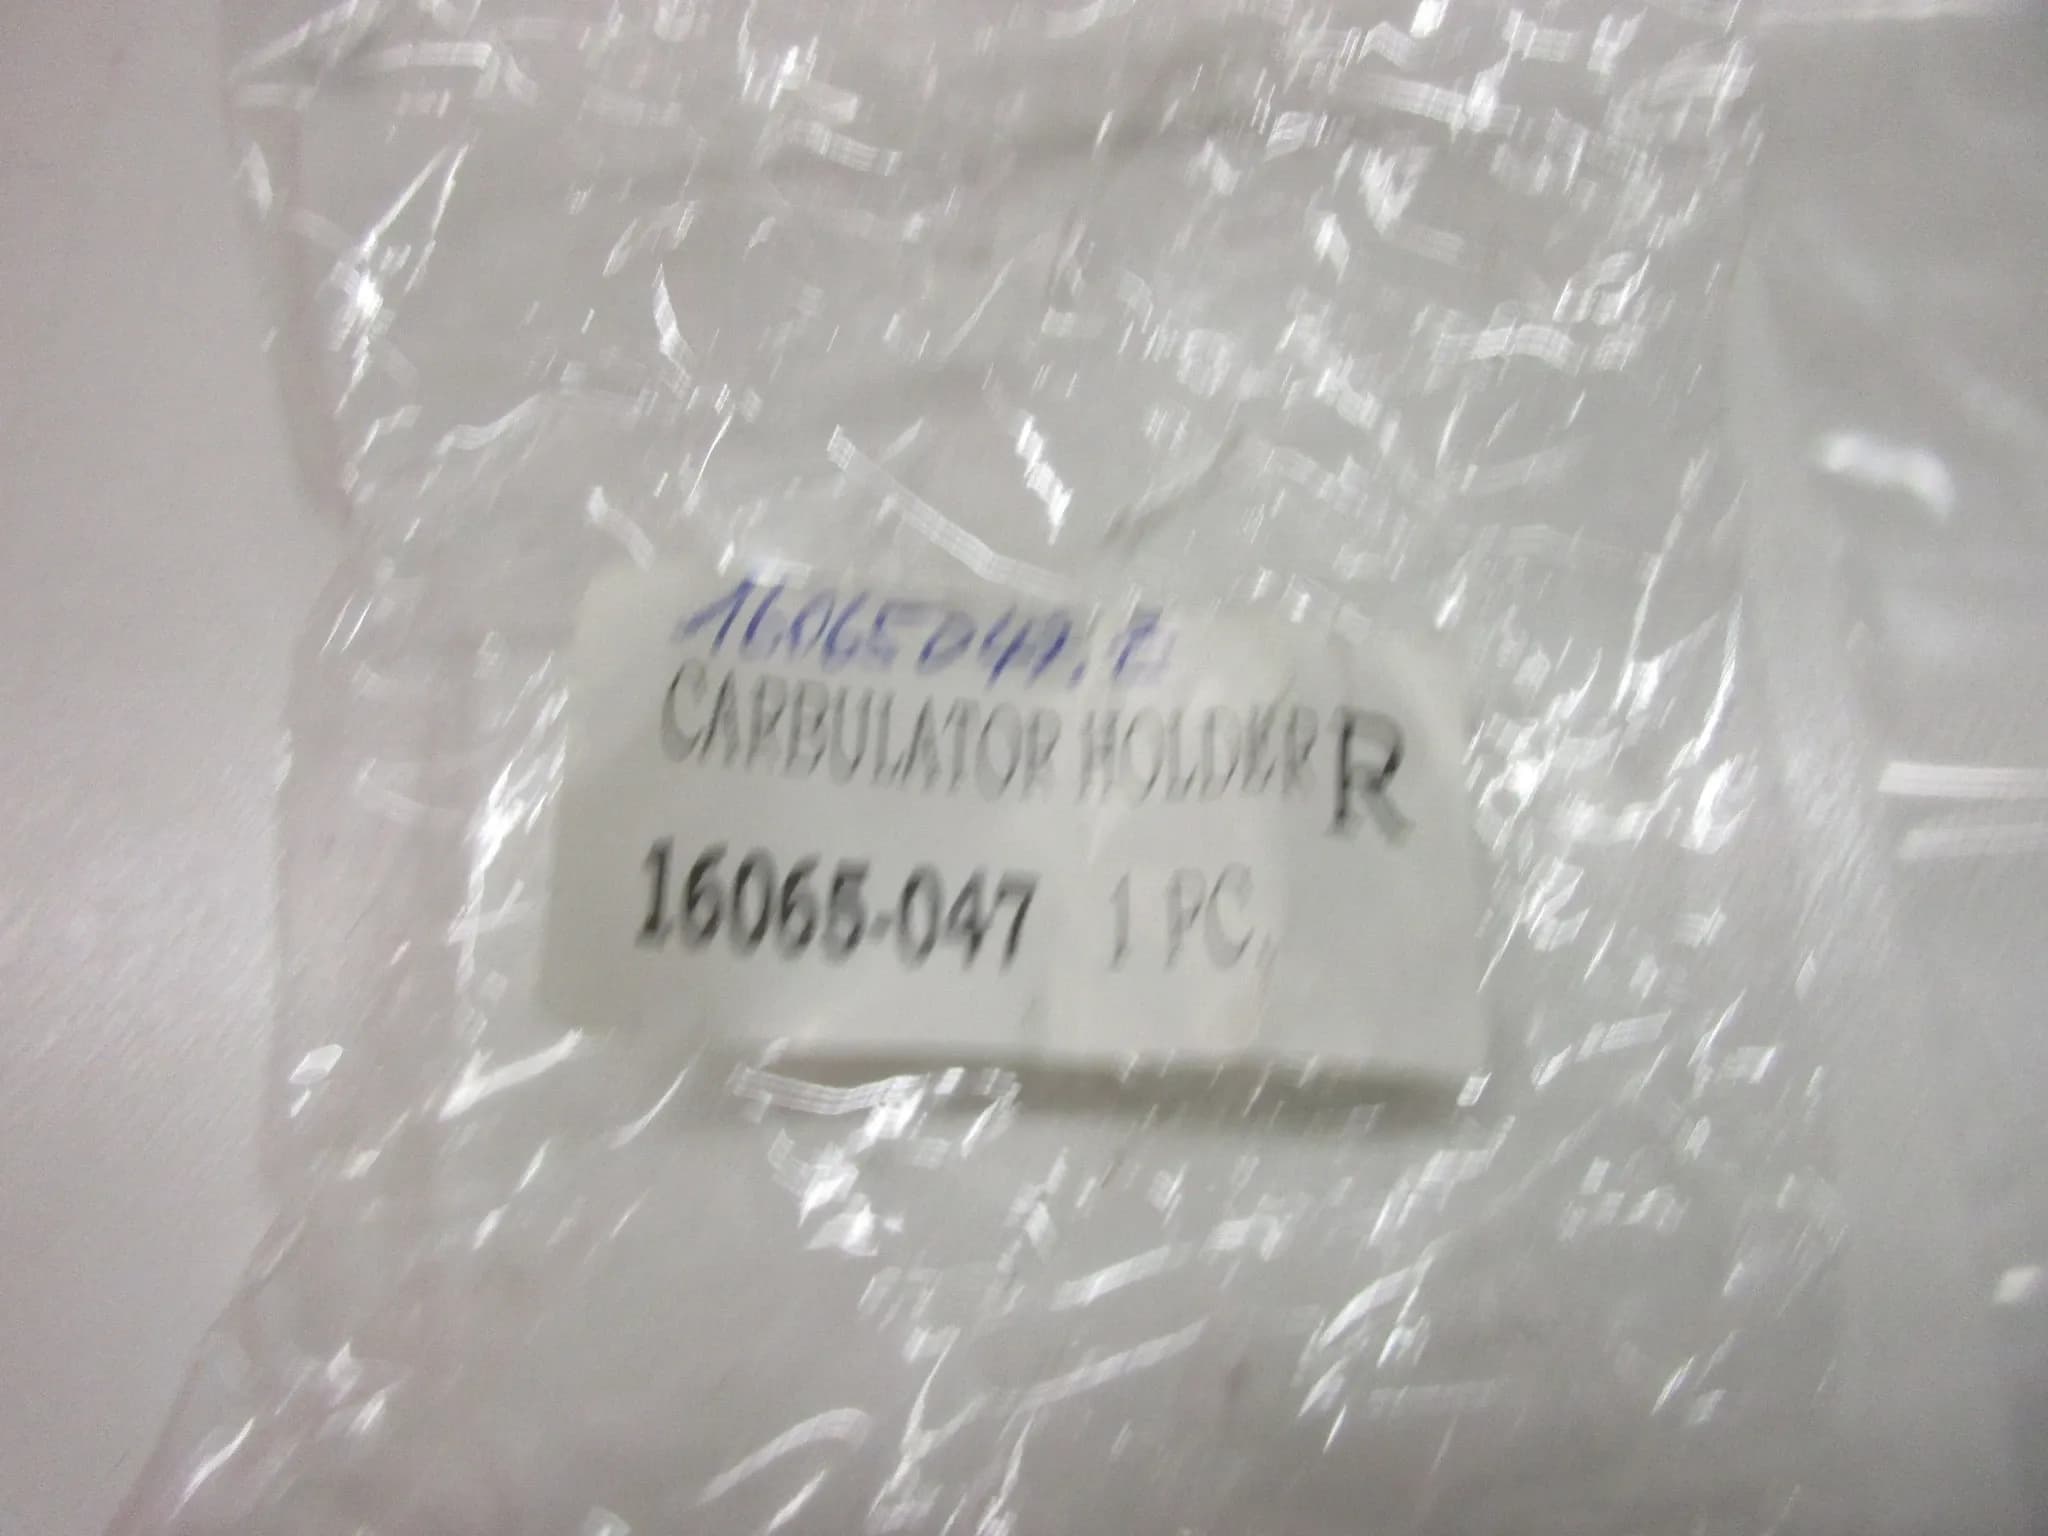 CARBULATOR HOLDER R
16065-047 1 PC.